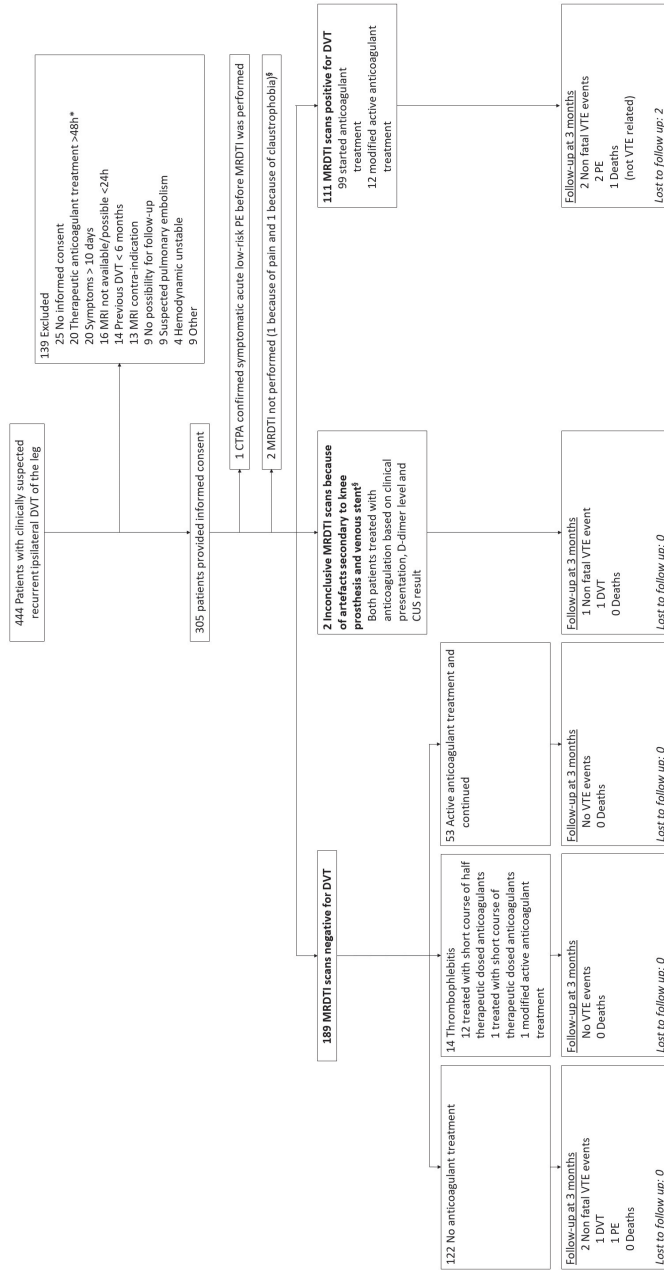 444 Patients with clinically suspected
recurrent ipsilateral DVT of the leg
139 Excluded
25 No informed consent
20 Therapeutic anticoagulant treatment >48h*
20 Symptoms > 10 days
16 MRI not available/possible <24h
14 Previous DVT < 6 months
13 MRI contra-indication
9 No possibility for follow-up
9 Suspected pulmonary embolism
4 Hemodynamic unstable
9 Other
305 patients provided informed consent
1 CTPA confirmed symptomatic acute low-risk PE before MRDTI was performed
2 MRDTI not performed (1 because of pain and 1 because of claustrophobia)§
189 MRDTI scans negative for DVT
2 Inconclusive MRDTI scans because
of artefacts secondary to knee
prosthesis and venous stent§
Both patients treated with
anticoagulation based on clinical
presentation, D-dimer level and
CUS result
111 MRDTI scans positive for DVT
99 started anticoagulant
treatment
12 modified active anticoagulant
treatment
122 No anticoagulant treatment
14 Thrombophlebitis
12 treated with short course of half
therapeutic dosed anticoagulants
1 treated with short course of
therapeutic dosed anticoagulants
1 modified active anticoagulant
treatment
53 Active anticoagulant treatment and
continued
Follow-up at 3 months
2 Non fatal VTE events
1 DVT
1 PE
0 Deaths
Lost to follow up: 0
Follow-up at 3 months
No VTE events
0 Deaths
Lost to follow up: 0
Follow-up at 3 months
No VTE events
0 Deaths
Lost to follow up: 0
Follow-up at 3 months
1 Non fatal VTE event
1 DVT
0 Deaths
Lost to follow up: 0
Follow-up at 3 months
2 Non fatal VTE events
2 PE
1 Deaths
(not VTE related)
Lost to follow up: 2